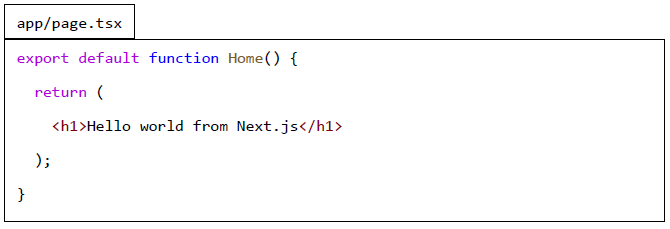 app/page.tsx
export default function Home() {
  return (
    <h1>Hello world from Next.js</h1>
  );
}